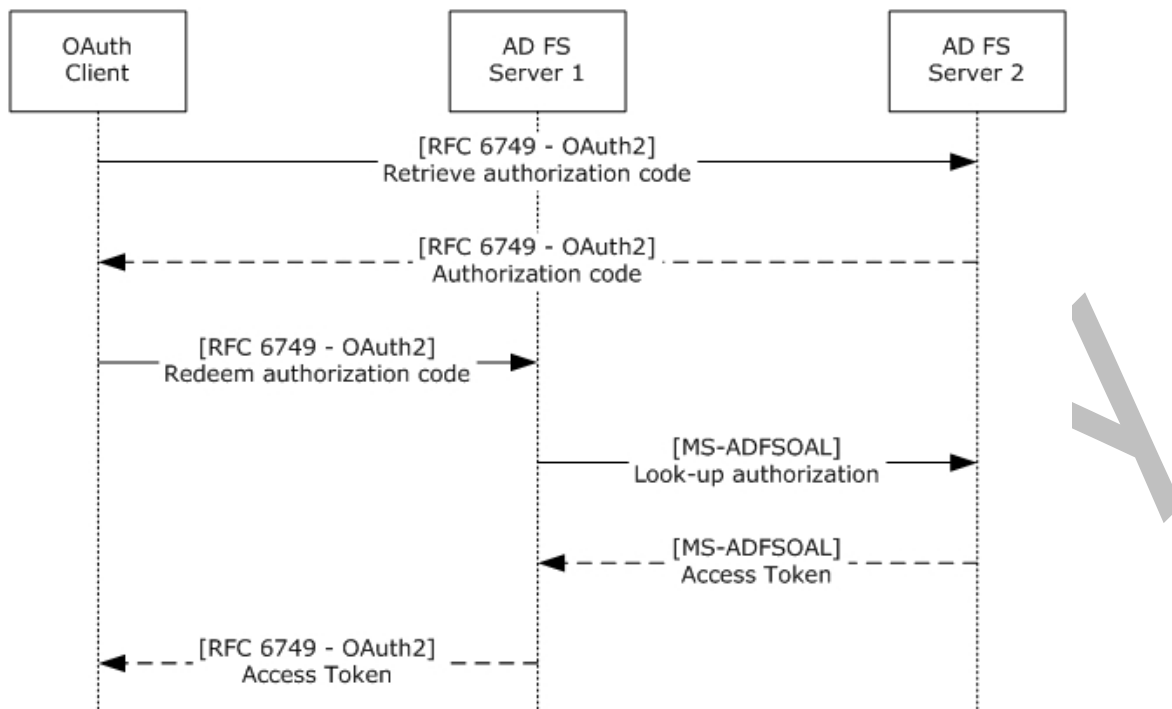 OAuth
Client
AD FS
Server 1
AD FS
Server 2
[RFC 6749 - OAuth2]
Retrieve authorization code
[RFC 6749 - OAuth2]
Authorization code
[RFC 6749 - OAuth2]
Redeem authorization code
[MS-ADFSOAL]
Look-up authorization
[MS-ADFSOAL]
Access Token
[RFC 6749 - OAuth2]
Access Token
y